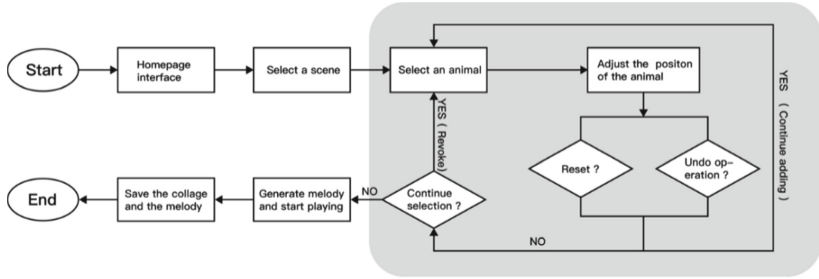 Start
Homepage
interface
Select a scene
Select an animal
Adjust the positon
of the animal
YES ( Continue adding )
YES ( Revoke)
Reset ?
Undo op-
eration ?
Continue
selection ?
NO
NO
Generate melody
and start playing
Save the collage
and the melody
End